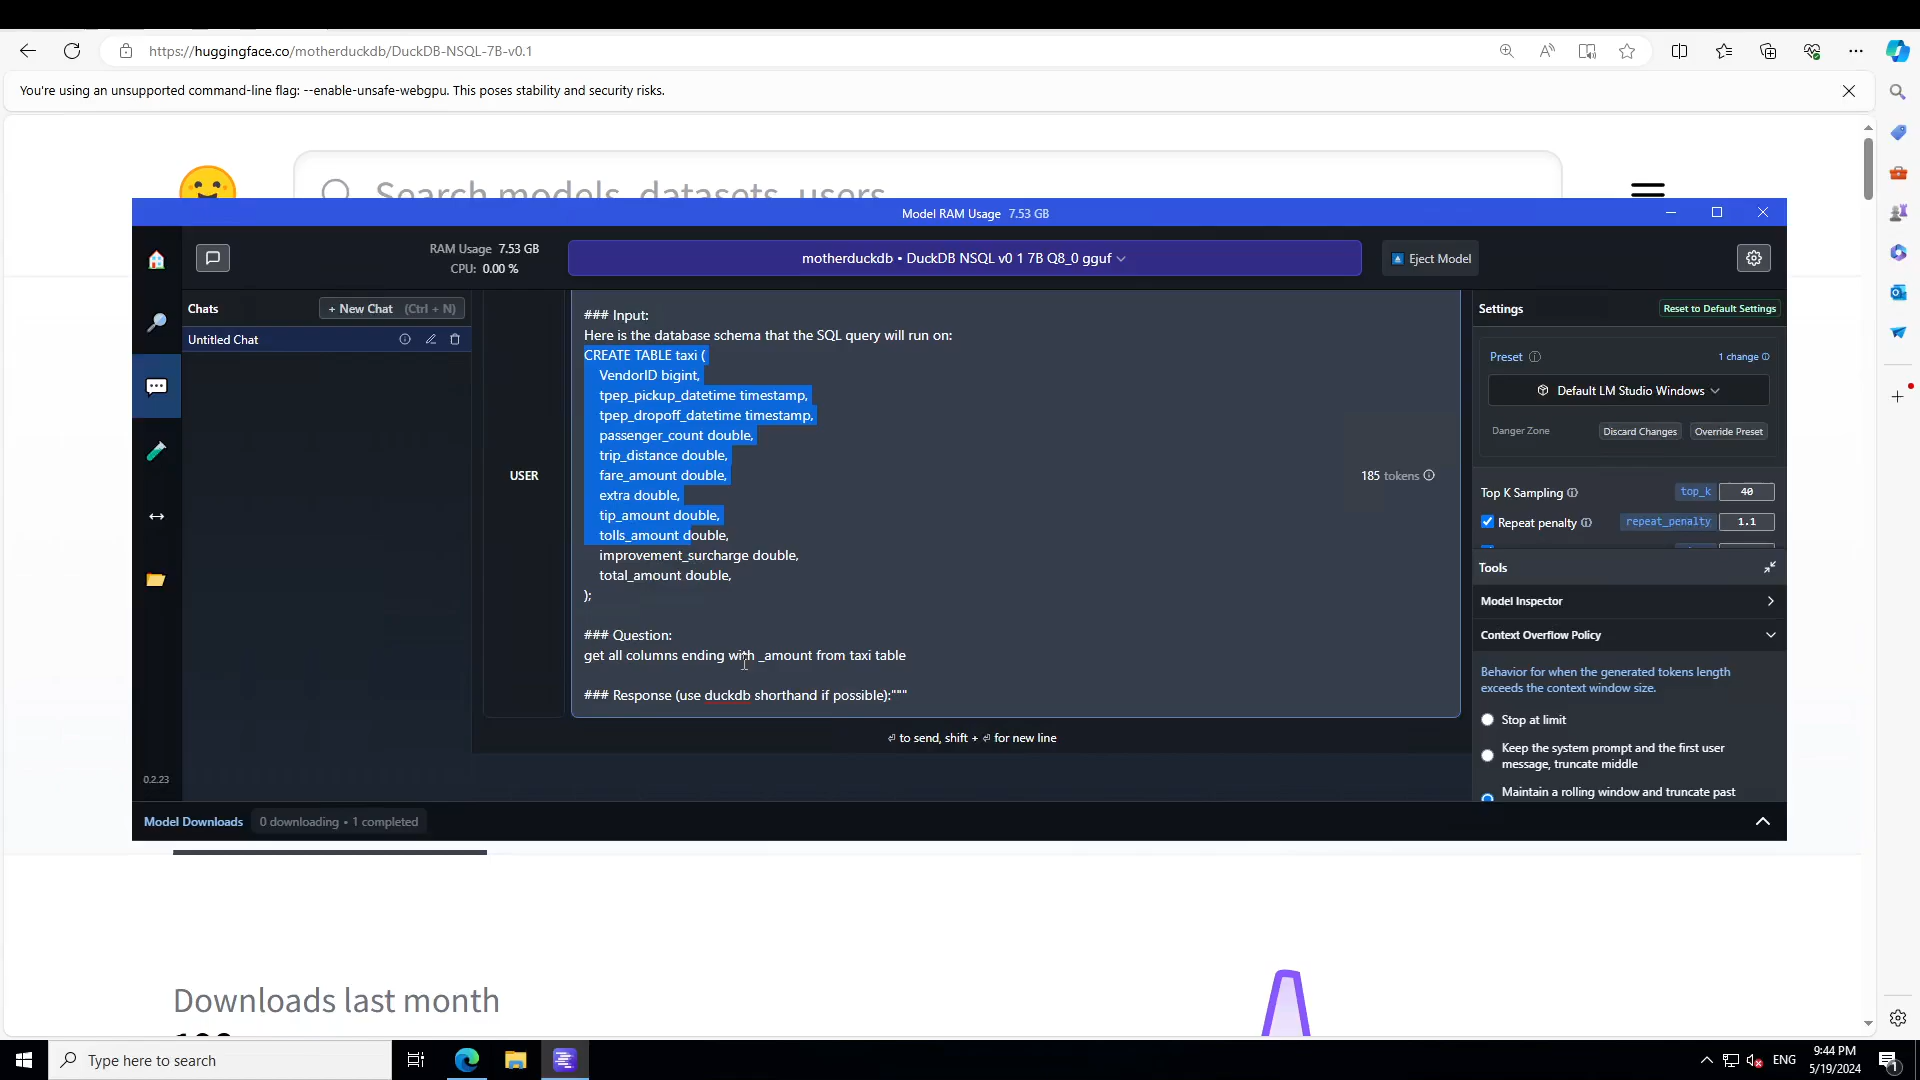 https://huggingface.co/motherduckdb/DuckDB-NSQL-7B-v0.1
You're using an unsupported command-line flag: --enable-unsafe-webgpu. This poses stability and security risks.
Search models, datasets, users
Model RAM Usage 7.53 GB
RAM Usage 7.53 GB
CPU: 0.00 %
motherduckdb • DuckDB NSQL v0 1 7B Q8_0 gguf
Eject Model
Chats
+ New Chat (Ctrl + N)
Untitled Chat
0.2.23
USER
### Input:
Here is the database schema that the SQL query will run on:
CREATE TABLE taxi (
VendorID bigint,
tpep_pickup_datetime timestamp,
tpep_dropoff_datetime timestamp,
passenger_count double,
trip_distance double,
fare_amount double,
extra double,
tip_amount double,
tolls_amount double,
improvement_surcharge double,
total_amount double,
);
### Question:
get all columns ending with _amount from taxi table
### Response (use duckdb shorthand if possible):"""
185 tokens
⏎ to send, shift + ⏎ for new line
Settings
Reset to Default Settings
Preset
1 change
Default LM Studio Windows
Danger Zone
Discard Changes
Override Preset
Top K Sampling
top_k
40
Repeat penalty
repeat_penalty
1.1
Tools
Model Inspector
Context Overflow Policy
Behavior for when the generated tokens length
exceeds the context window size.
Stop at limit
Keep the system prompt and the first user
message, truncate middle
Maintain a rolling window and truncate past
Model Downloads
0 downloading • 1 completed
Downloads last month
Type here to search
ENG
9:44 PM
5/19/2024
1